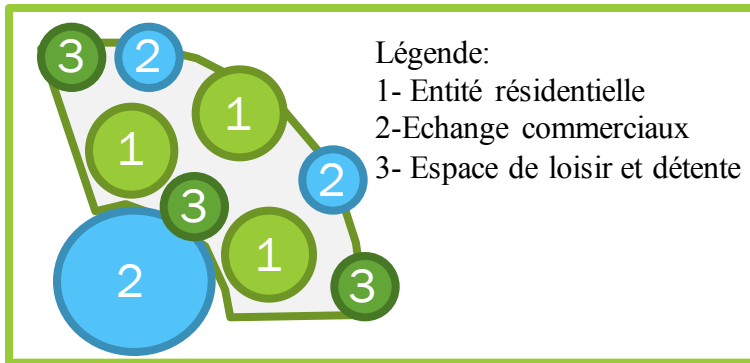 3
2
1
1
2
3
1
2
3
Légende:
1- Entité résidentielle
2-Echange commerciaux
3- Espace de loisir et détente